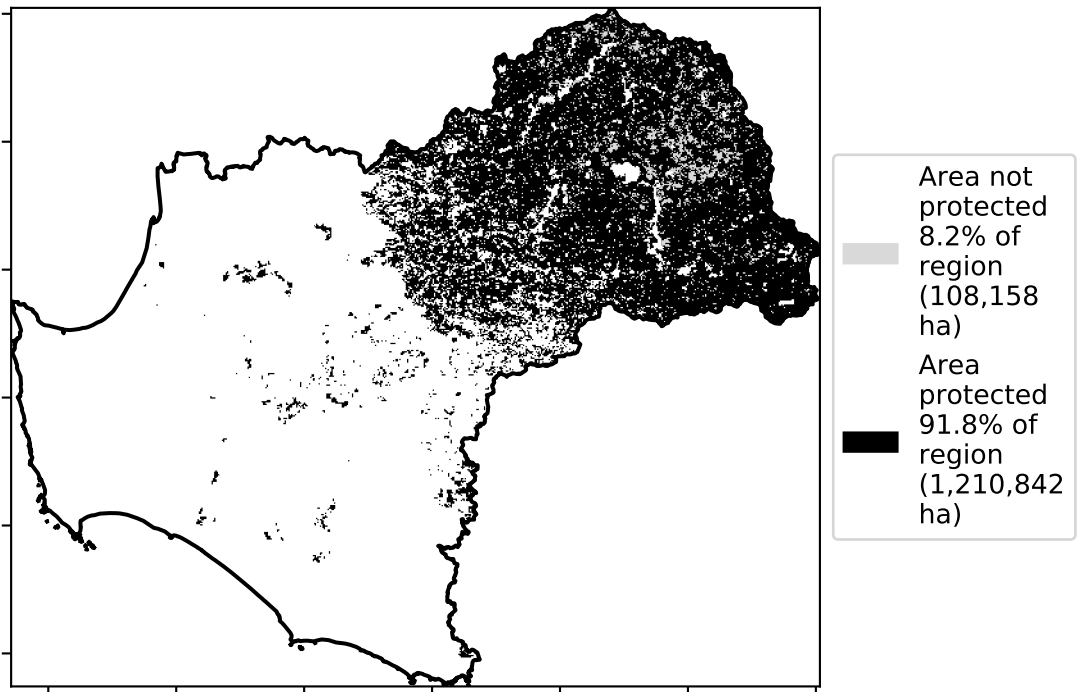 Area not
protected
8.2% of
region
(108,158
ha)
Area
protected
91.8% of
region
(1,210,842
ha)